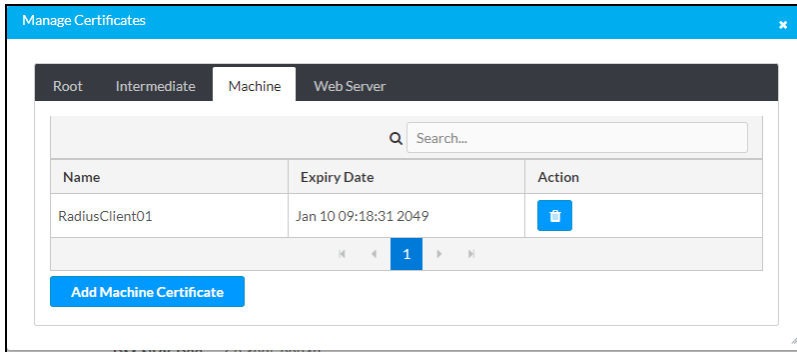 Manage Certificates
Root Intermediate Machine Web Server
Search...
Name Expiry Date Action
RadiusClient01 Jan 10 09:18:31 2049
1
Add Machine Certificate